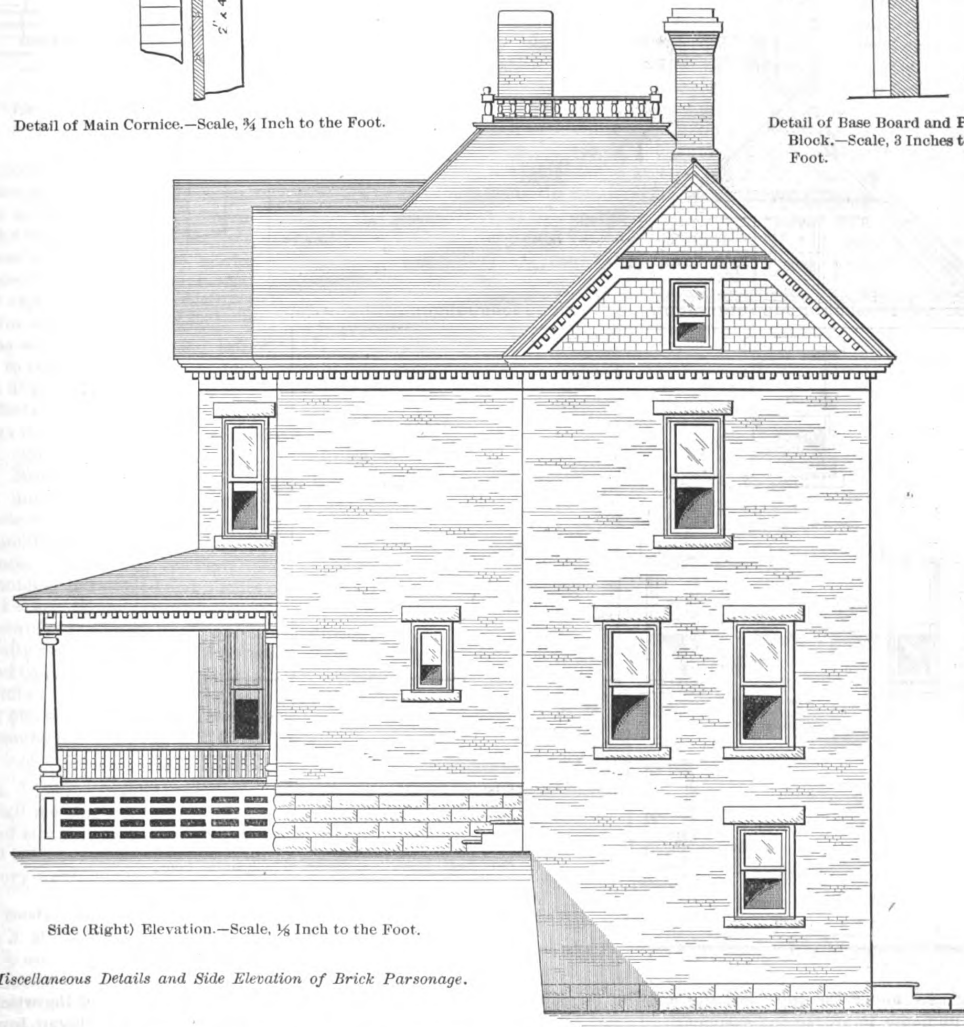 2" x 4
Detail of Main Cornice.—Scale, ¾ Inch to the Foot.
Detail of Base Board and
Block.—Scale, 3 Inches
Foot.
Side (Right) Elevation.—Scale, ⅛ Inch to the Foot.
Miscellaneous Details and Side Elevation of Brick Parsonage.